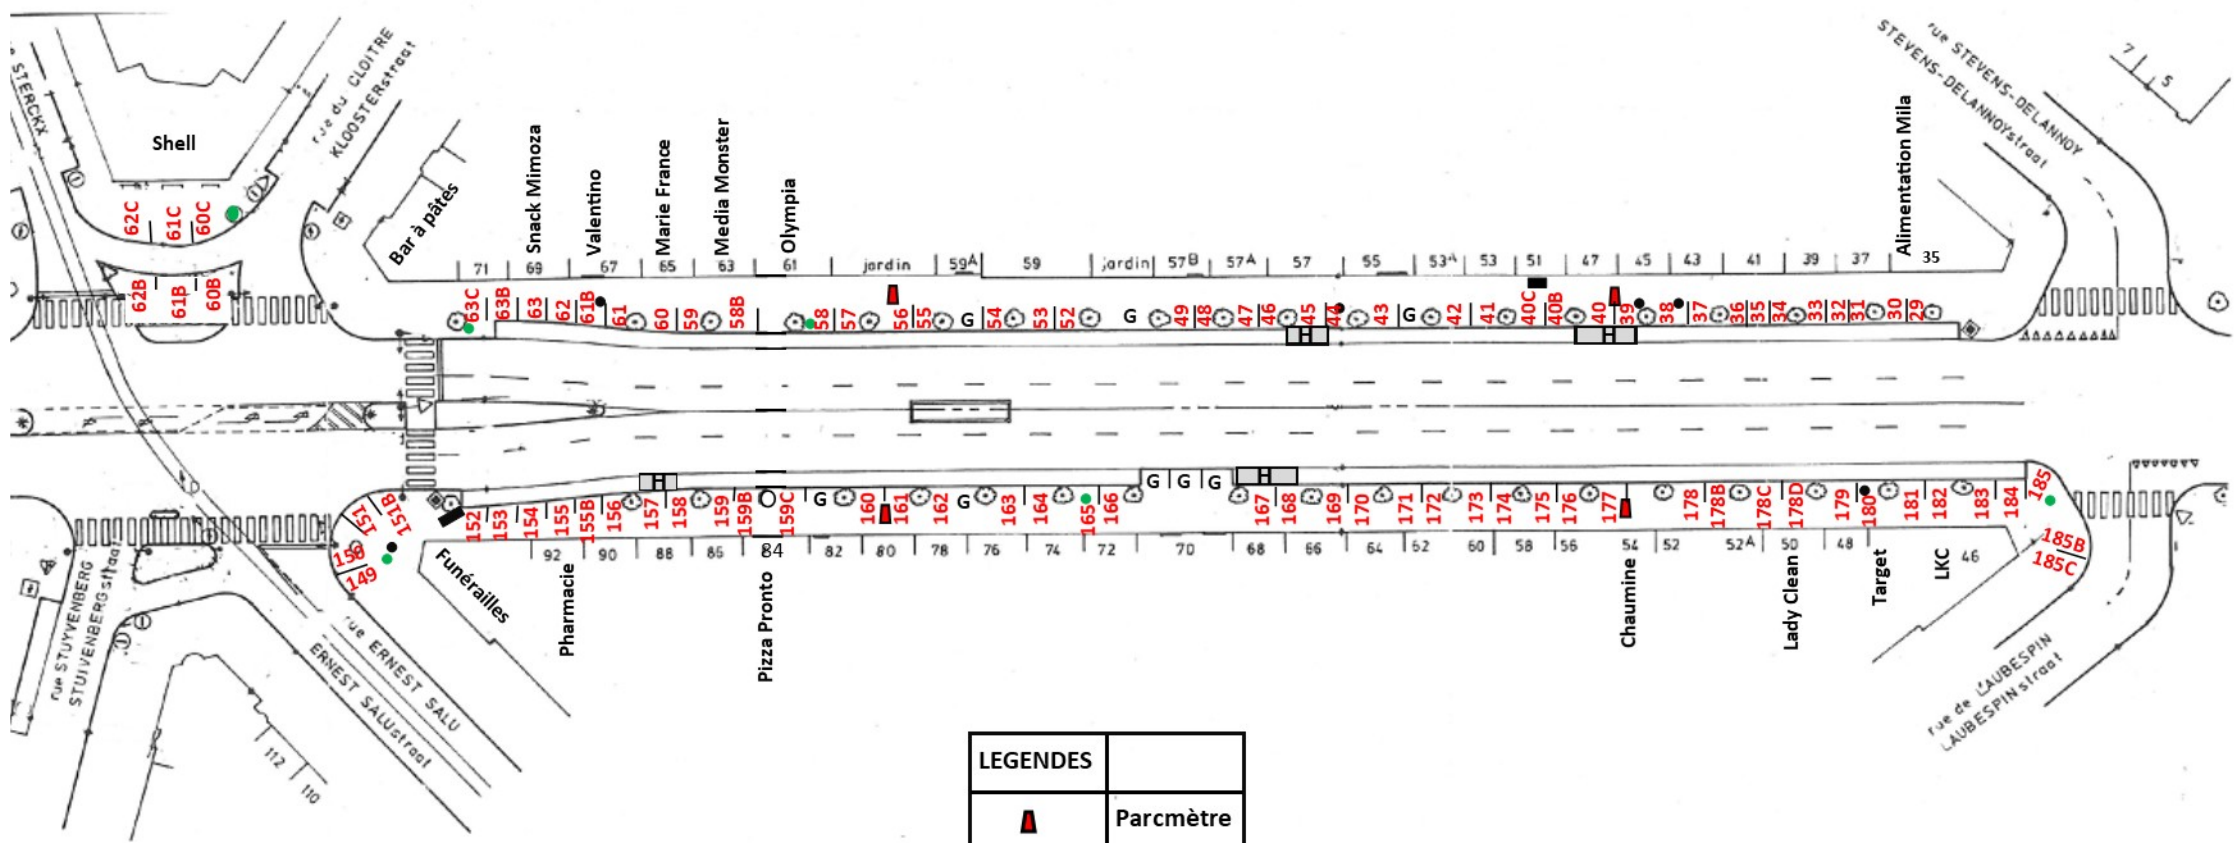 STERCKX
rue du CLOITRE
KLOOSTERstraat
rue STEVENS-DELANNOY
STEVENS-DELANNOYstraat
7
5
Shell
Bar à pâtes
Snack Mimoza
Valentino
Marie France
Media Monster
Olympia
Alimentation Mila
62C 61C 60C
62B 61B 60B
71 69 67 65 63 61 jardin 59A 59 jardin 57B 57A 57 55 53A 53 51 47 45 43 41 39 37 35
63C 63B 63 62 61B 61 60 59 58B 58 57 56 55 G 54 53 52 G 49 48 47 46 45 44 43 G 42 41 40C 40B 40 39 38 37 36 35 34 33 32 31 30 29
H H
H H
G G G
149 150 151 151B
152 153 154 155 155B 156 157 158 159 159B 159C G 160 161 162 G 163 164 165 166 167 168 169 170 171 172 173 174 175 176 177 178 178B 178C 178D 179 180 181 182 183 184 185
185B
185C
92 90 88 86 84 82 80 78 76 74 72 70 68 66 64 62 60 58 56 54 52 52A 50 48 46
Funérailles
Pharmacie
Pizza Pronto
Chaumine
Lady Clean
Target
LKC
rue STUYVENBERG
STUIVENBERGstraat
rue ERNEST SALU
ERNEST SALUstraat
112
110
rue de LAUBESPIN
LAUBESPINstraat
LEGENDES
Parcmètre